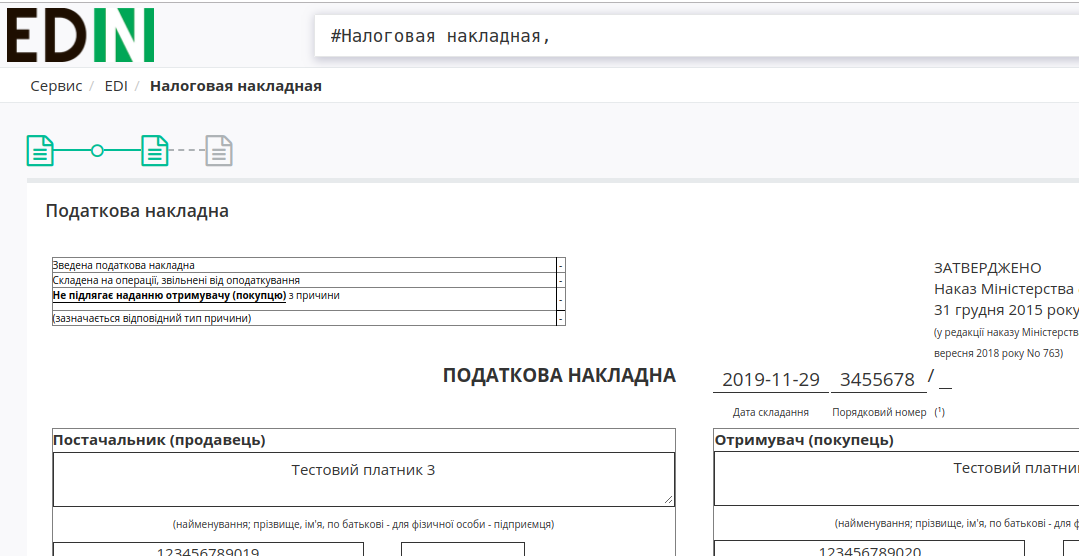 EDIN
#Налоговая накладная,
Сервис / EDI / Налоговая накладная
Податкова накладна
Зведена податкова накладна -
Складена на операції, звільнені від оподаткування -
Не підлягає наданню отримувачу (покупцю) з причини -
(зазначається відповідний тип причини) -
ЗАТВЕРДЖЕНО
Наказ Міністерства
31 грудня 2015 року
(у редакції наказу Міністерств
вересня 2018 року No 763)
ПОДАТКОВА НАКЛАДНА 2019-11-29 3455678 / _
Дата складання Порядковий номер (¹)
Постачальник (продавець)
Тестовий платник 3
(найменування; прізвище, ім'я, по батькові - для фізичної особи - підприємця)
123456789019
Отримувач (покупець)
Тестовий платни
(найменування; прізвище, ім'я, по батькові - для ф
123456789020